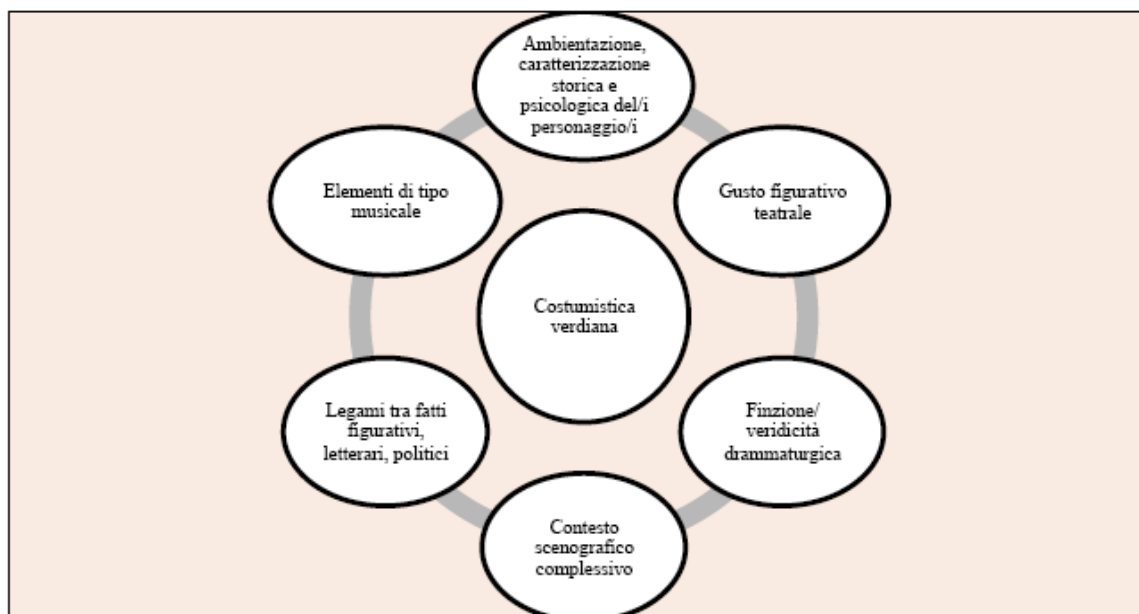 Ambientazione,
caratterizzazione
storica e
psicologica del/i
personaggio/i
Elementi di tipo
musicale
Gusto figurativo
teatrale
Costumistica
verdiana
Legami tra fatti
figurativi,
letterari, politici
Finzione/
veridicità
drammaturgica
Contesto
scenografico
complessivo